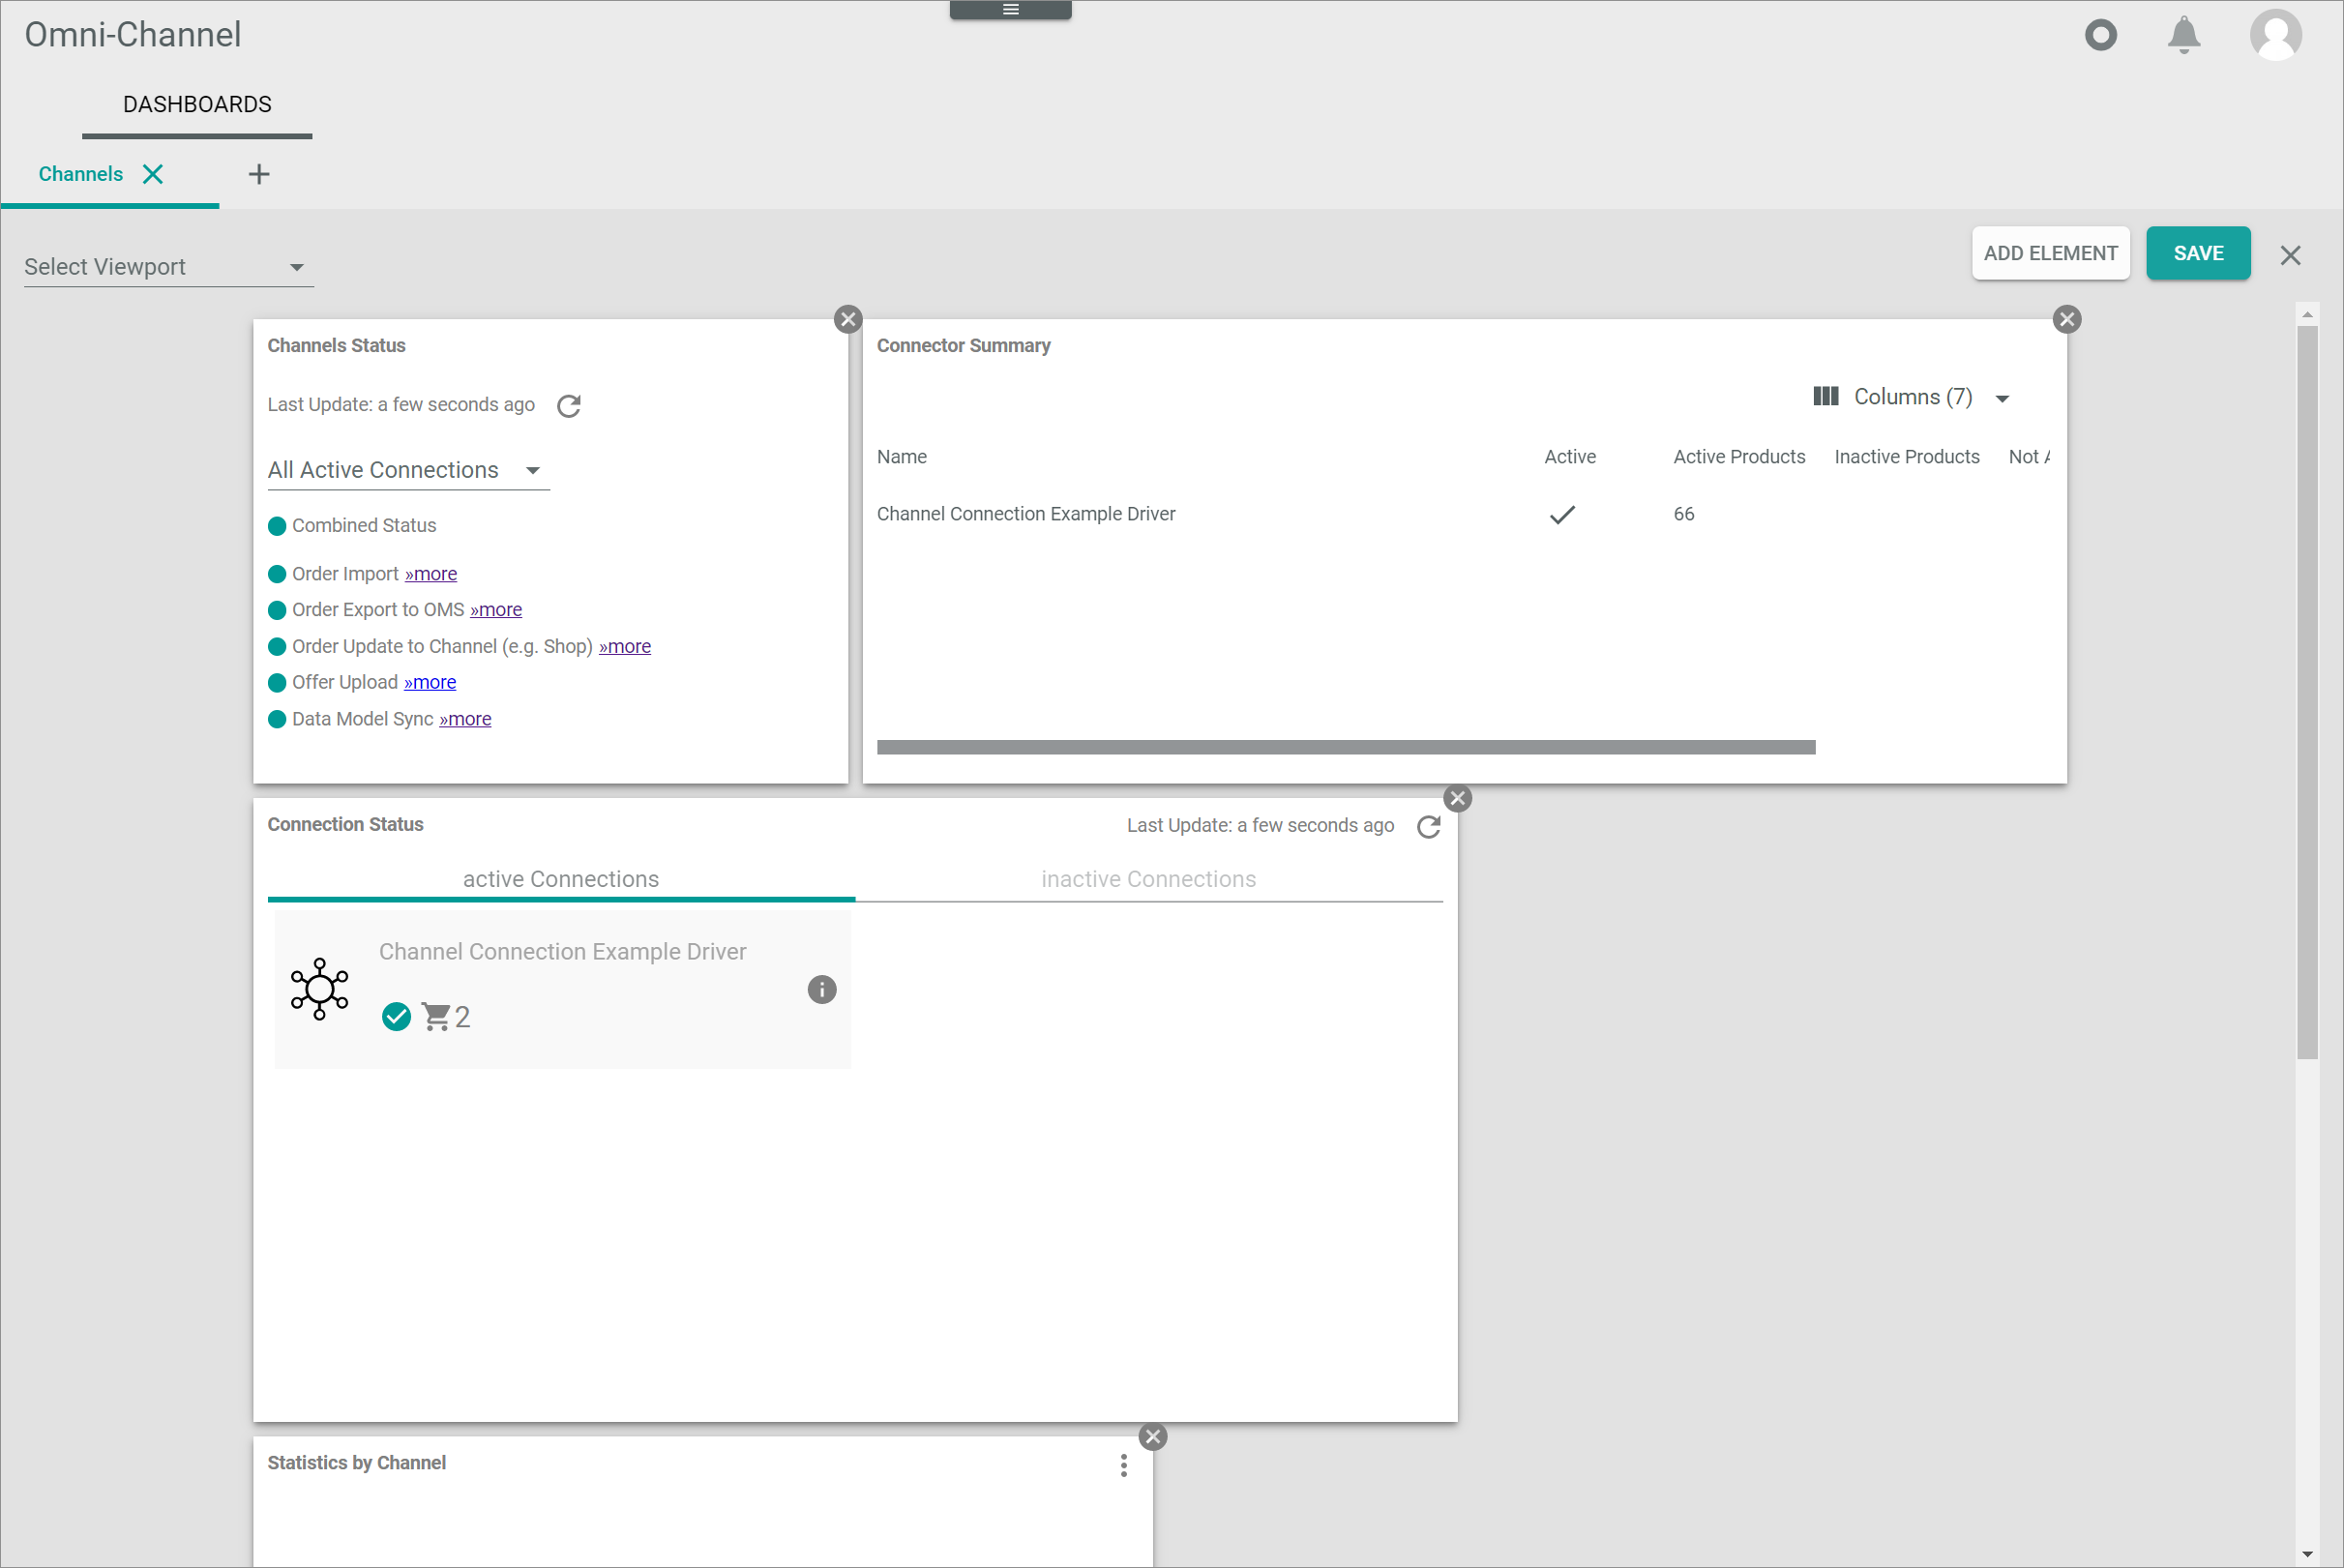 Omni-Channel
DASHBOARDS
Channels
Select Viewport
ADD ELEMENT
SAVE
Channels Status
Last Update: a few seconds ago
All Active Connections
Combined Status
Order Import »more
Order Export to OMS »more
Order Update to Channel (e.g. Shop) »more
Offer Upload »more
Data Model Sync »more
Connector Summary
Columns (7)
Name Active Active Products Inactive Products Not
Channel Connection Example Driver 66
Connection Status
Last Update: a few seconds ago
active Connections
inactive Connections
Channel Connection Example Driver
2
Statistics by Channel